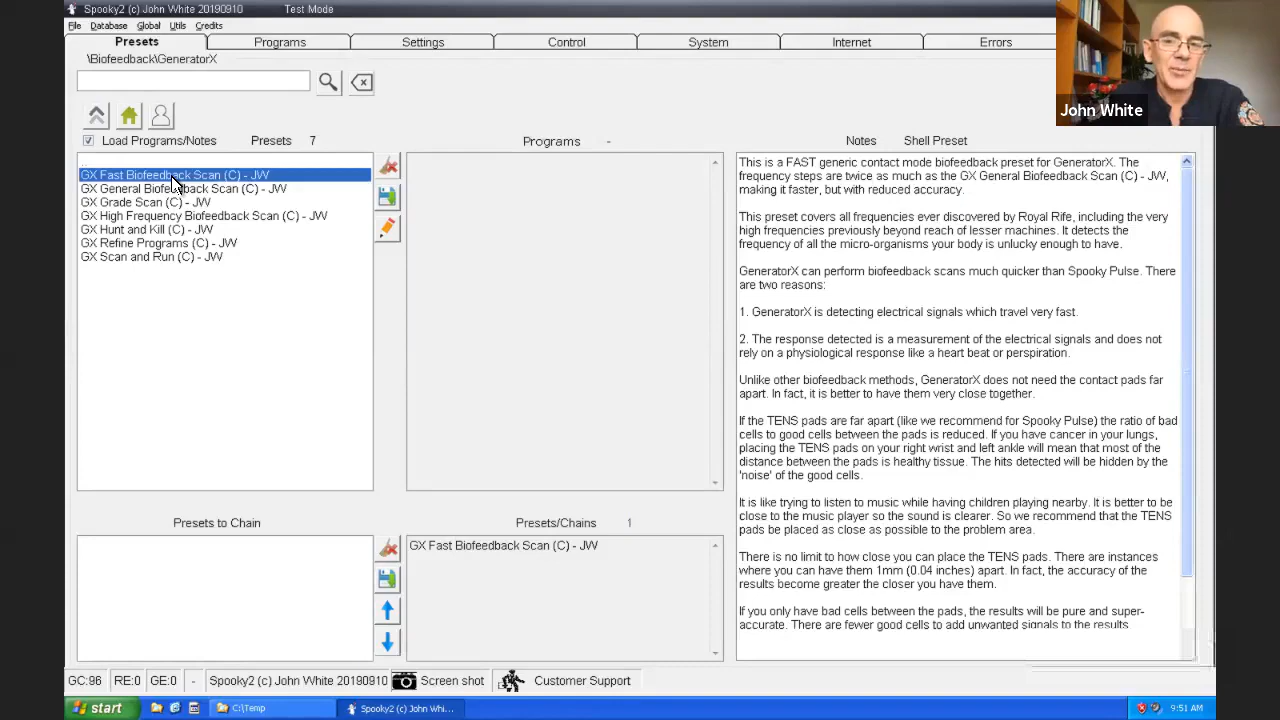 Spooky2 (c) John White 20190910 Test Mode
File Database Global Utils Credits
Presets Programs Settings Control System Internet Errors
\Biofeedback\GeneratorX
John White
Load Programs/Notes Presets 7 Programs - Notes Shell Preset
..
GX Fast Biofeedback Scan (C) - JW
GX General Biofeedback Scan (C) - JW
GX Grade Scan (C) - JW
GX High Frequency Biofeedback Scan (C) - JW
GX Hunt and Kill (C) - JW
GX Refine Programs (C) - JW
GX Scan and Run (C) - JW
This is a FAST generic contact mode biofeedback preset for GeneratorX. The
frequency steps are twice as much as the GX General Biofeedback Scan (C) - JW,
making it faster, but with reduced accuracy.
This preset covers all frequencies ever discovered by Royal Rife, including the very
high frequencies previously beyond reach of lesser machines. It detects the
frequency of all the micro-organisms your body is unlucky enough to have.
GeneratorX can perform biofeedback scans much quicker than Spooky Pulse. There
are two reasons:
1. GeneratorX is detecting electrical signals which travel very fast.
2. The response detected is a measurement of the electrical signals and does not
rely on a physiological response like a heart beat or perspiration.
Unlike other biofeedback methods, GeneratorX does not need the contact pads far
apart. In fact, it is better to have them very close together.
If the TENS pads are far apart (like we recommend for Spooky Pulse) the ratio of bad
cells to good cells between the pads is reduced. If you have cancer in your lungs,
placing the TENS pads on your right wrist and left ankle will mean that most of the
distance between the pads is healthy tissue. The hits detected will be hidden by the
'noise' of the good cells.
It is like trying to listen to music while having children playing nearby. It is better to be
close to the music player so the sound is clearer. So we recommend that the TENS
pads be placed as close as possible to the problem area.
There is no limit to how close you can place the TENS pads. There are instances
where you can have them 1mm (0.04 inches) apart. In fact, the accuracy of the
results become greater the closer you have them.
If you only have bad cells between the pads, the results will be pure and super-
accurate. There are fewer good cells to add unwanted signals to the results
Presets to Chain Presets/Chains 1
GX Fast Biofeedback Scan (C) - JW
GC:96 RE:0 GE:0 - Spooky2 (c) John White 20190910 Screen shot Customer Support
start C:\Temp Spooky2 (c) John Whi... 9:51 AM